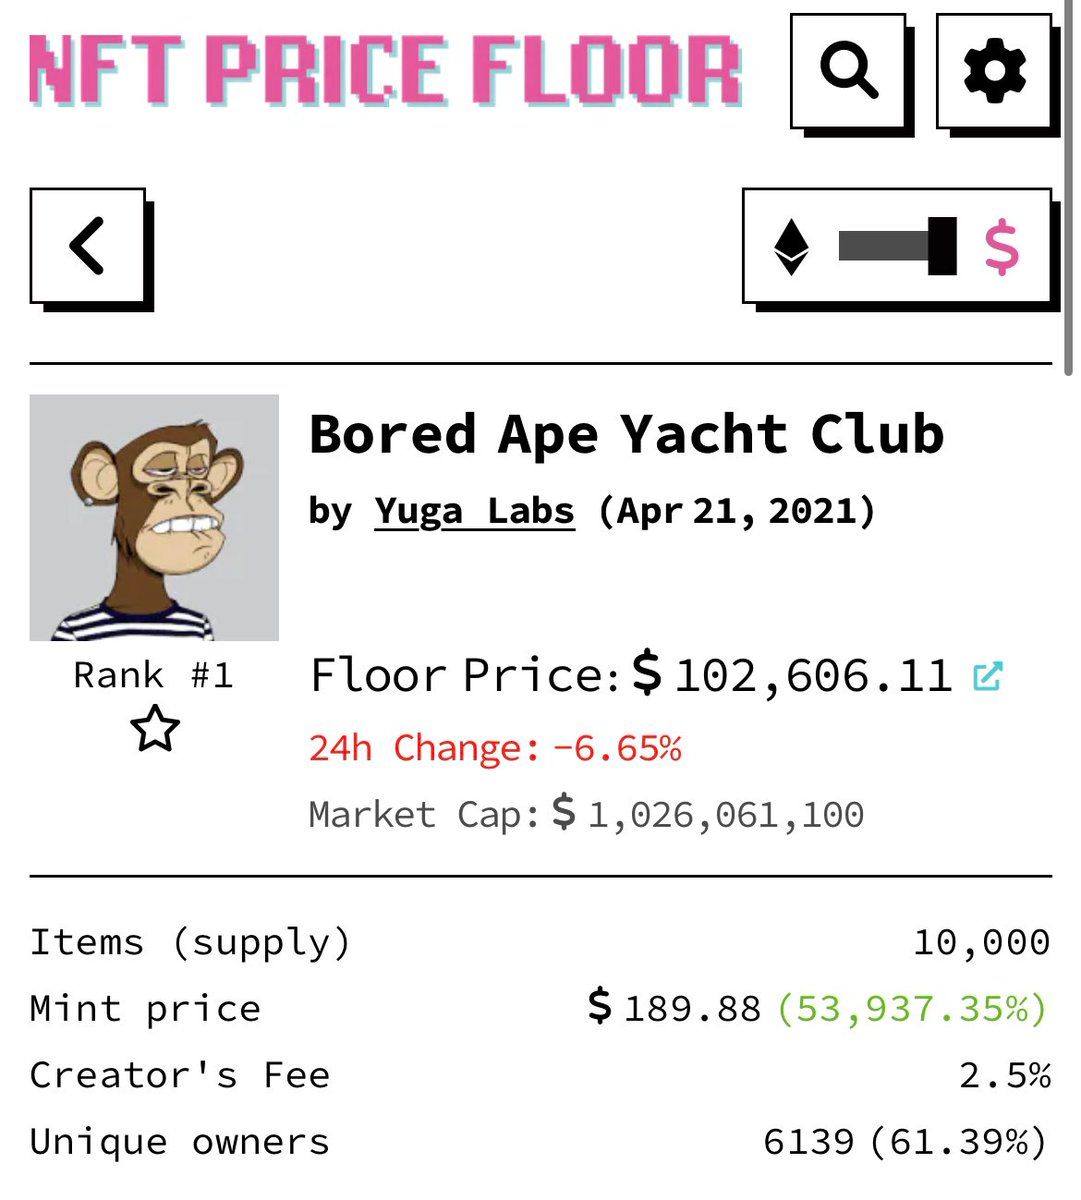 NFT PRICE FLOOR
$
Bored Ape Yacht Club
by Yuga Labs (Apr 21, 2021)
Rank #1
Floor Price: $ 102,606.11
24h Change: -6.65%
Market Cap: $ 1,026,061,100
Items (supply) 10,000
Mint price $ 189.88 (53,937.35%)
Creator's Fee 2.5%
Unique owners 6139 (61.39%)